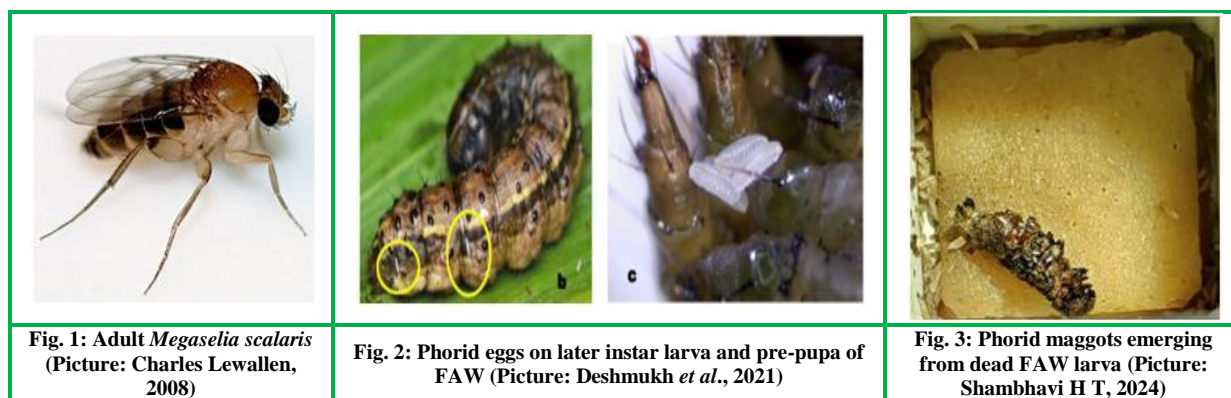 b
c
Fig. 1: Adult Megaselia scalaris
(Picture: Charles Lewallen,
2008)
Fig. 2: Phorid eggs on later instar larva and pre-pupa of
FAW (Picture: Deshmukh et al., 2021)
Fig. 3: Phorid maggots emerging
from dead FAW larva (Picture:
Shambhavi H T, 2024)